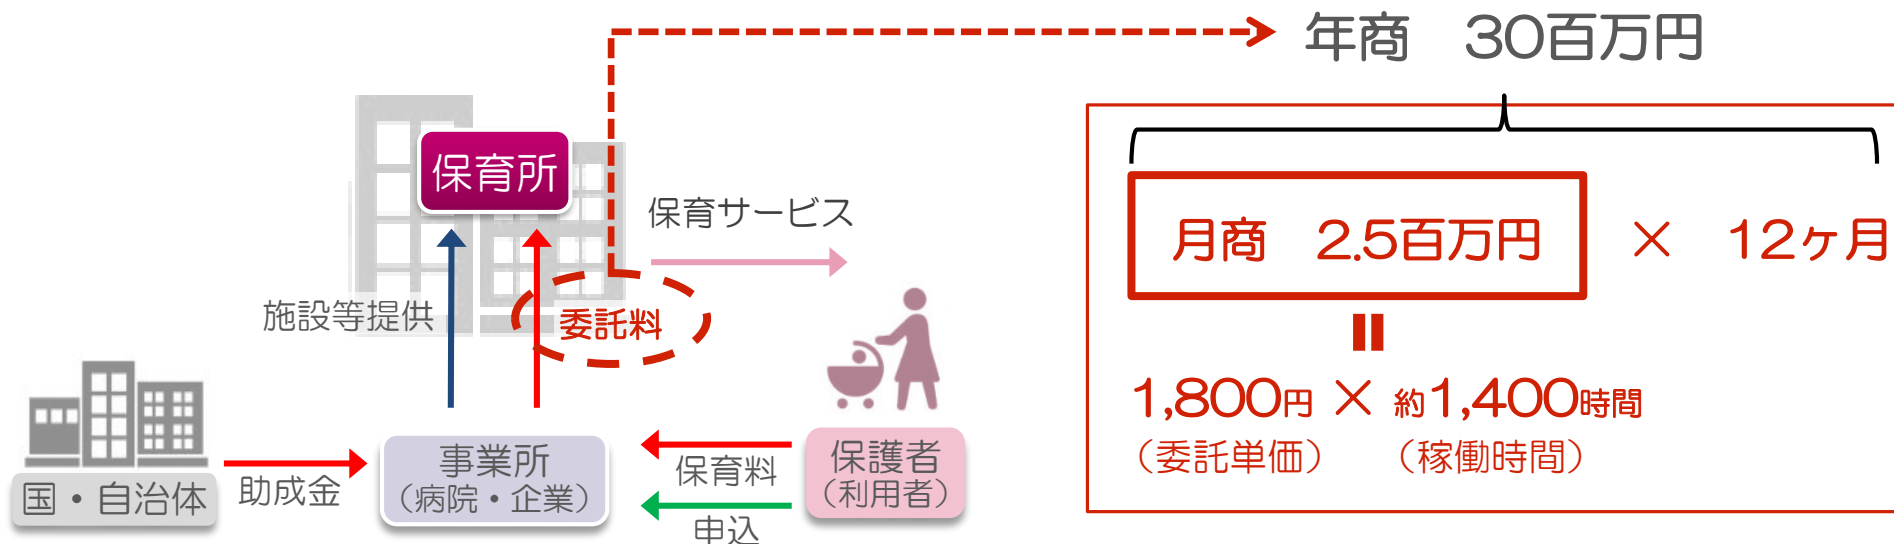 年商　30百万円
保育所
保育サービス
月商　2.5百万円　×　12ヶ月
施設等提供
委託料
1,800円 × 約1,400時間
（委託単価）　（稼働時間）
国・自治体
助成金
事業所
（病院・企業）
保育料
申込
保護者
（利用者）